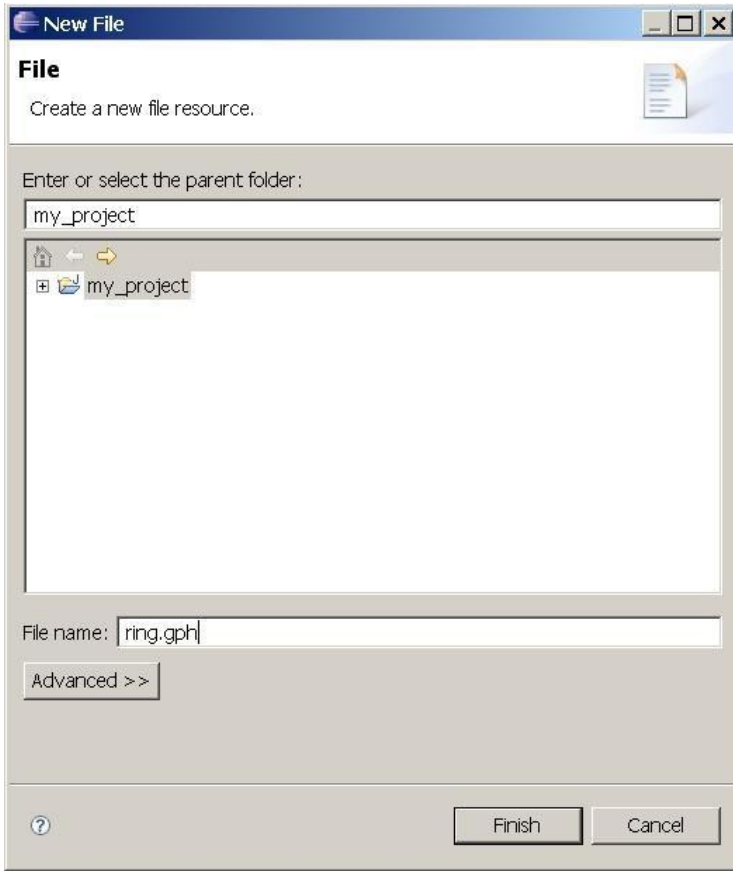 New File
File
Create a new file resource.
Enter or select the parent folder:
my_project
my_project
File name: ring.gph
Advanced >>
Finish Cancel